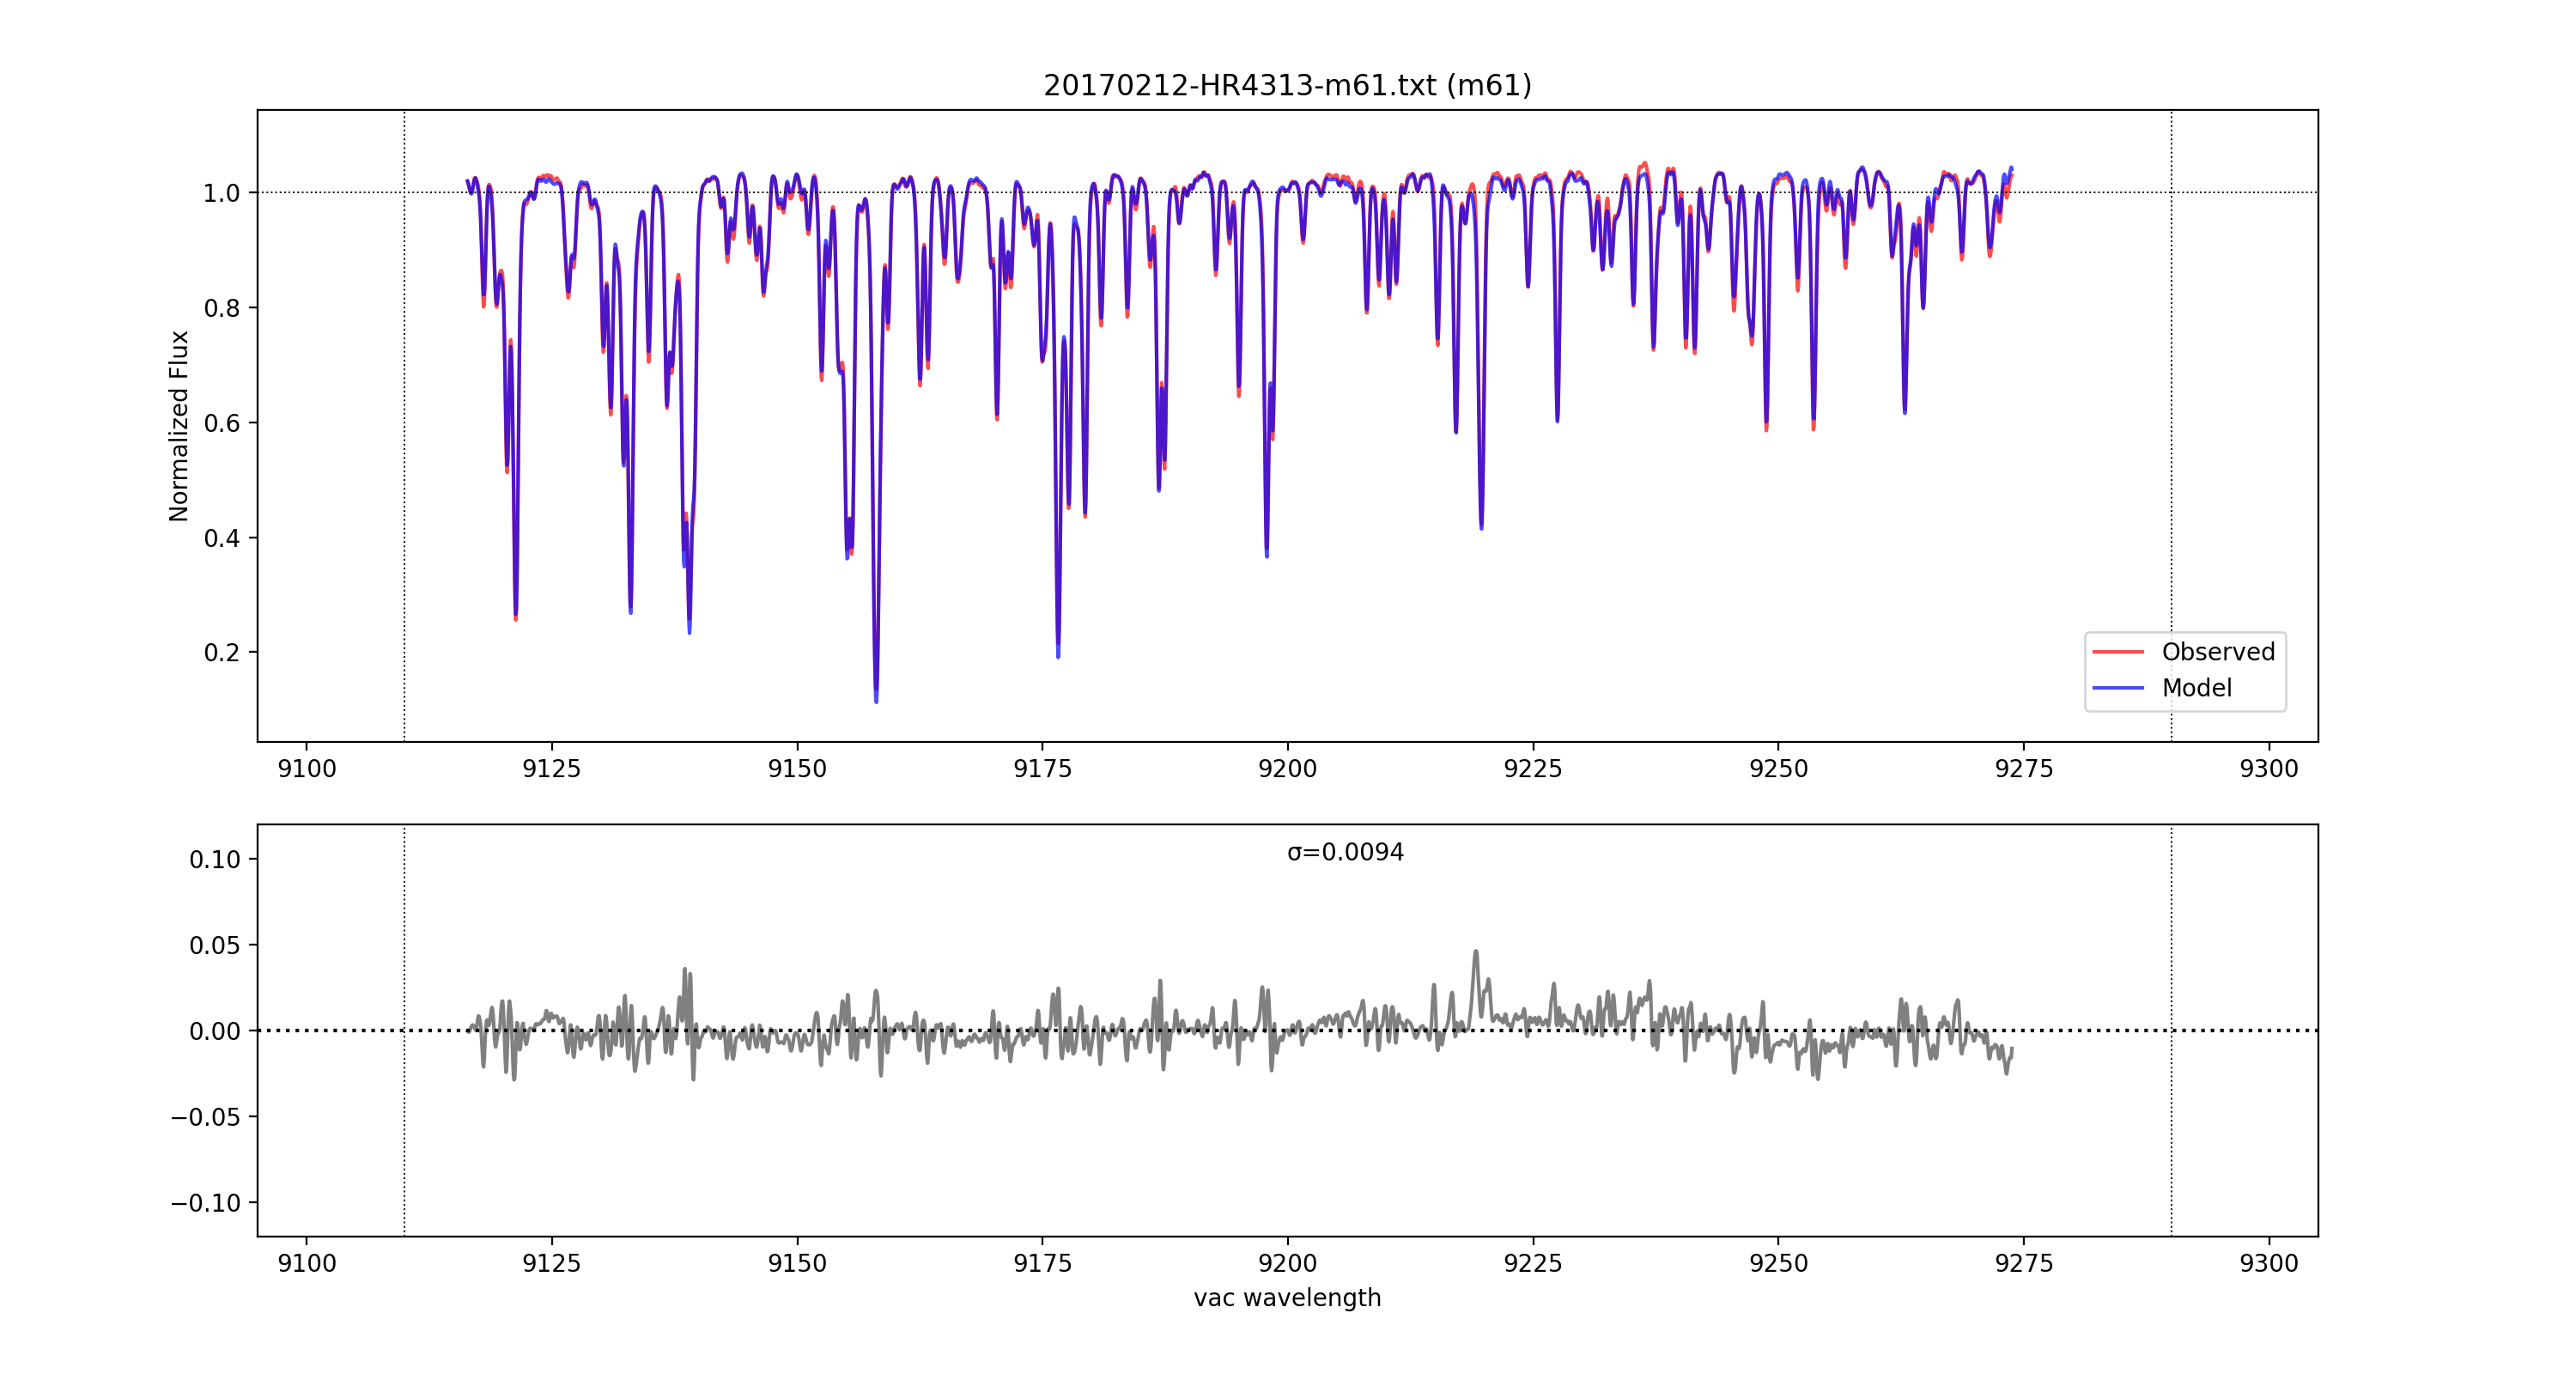 20170212-HR4313-m61.txt (m61)
Normalized Flux
1.0
0.8
0.6
0.4
0.2
Observed
Model
9100 9125 9150 9175 9200 9225 9250 9275 9300
σ=0.0094
0.10
0.05
0.00
−0.05
−0.10
9100 9125 9150 9175 9200 9225 9250 9275 9300
vac wavelength